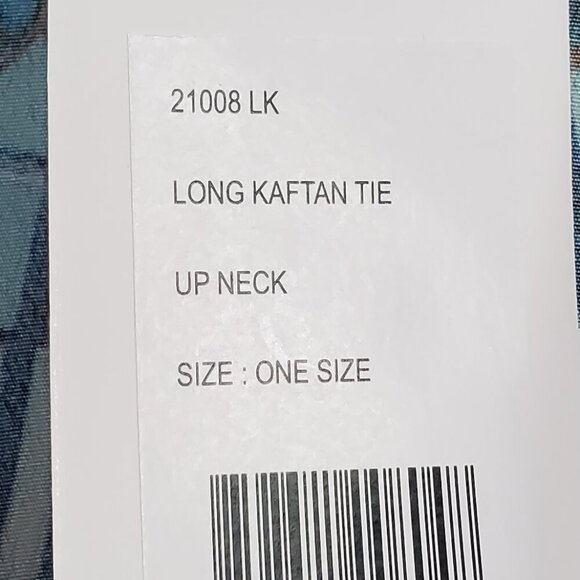 21008 LK
LONG KAFTAN TIE
UP NECK
SIZE : ONE SIZE